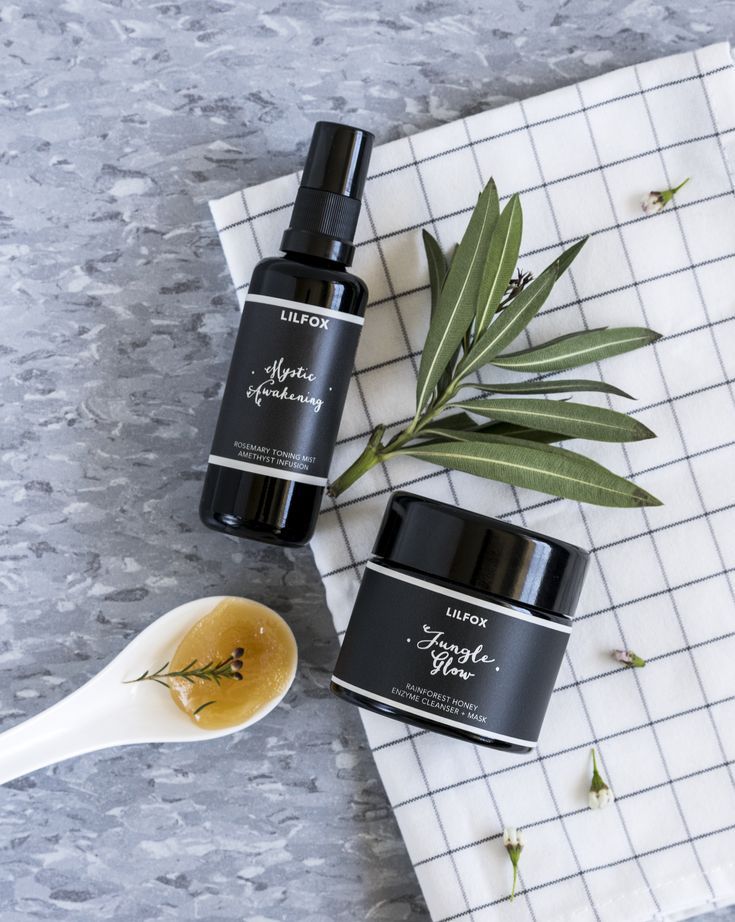 LILFOX
Mystic
Awakening
ROSEMARY TONING MIST
AMETHYST INFUSION
LILFOX
Jungle
Glow
RAINFOREST HONEY
ENZYME CLEANSER + MASK